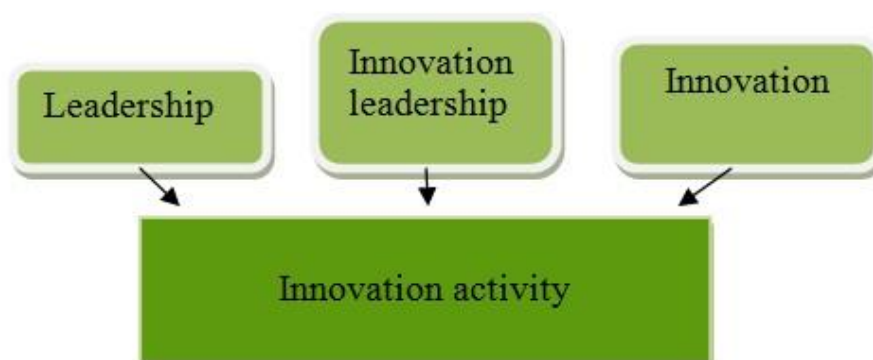 Leadership
Innovation
leadership
Innovation
Innovation activity